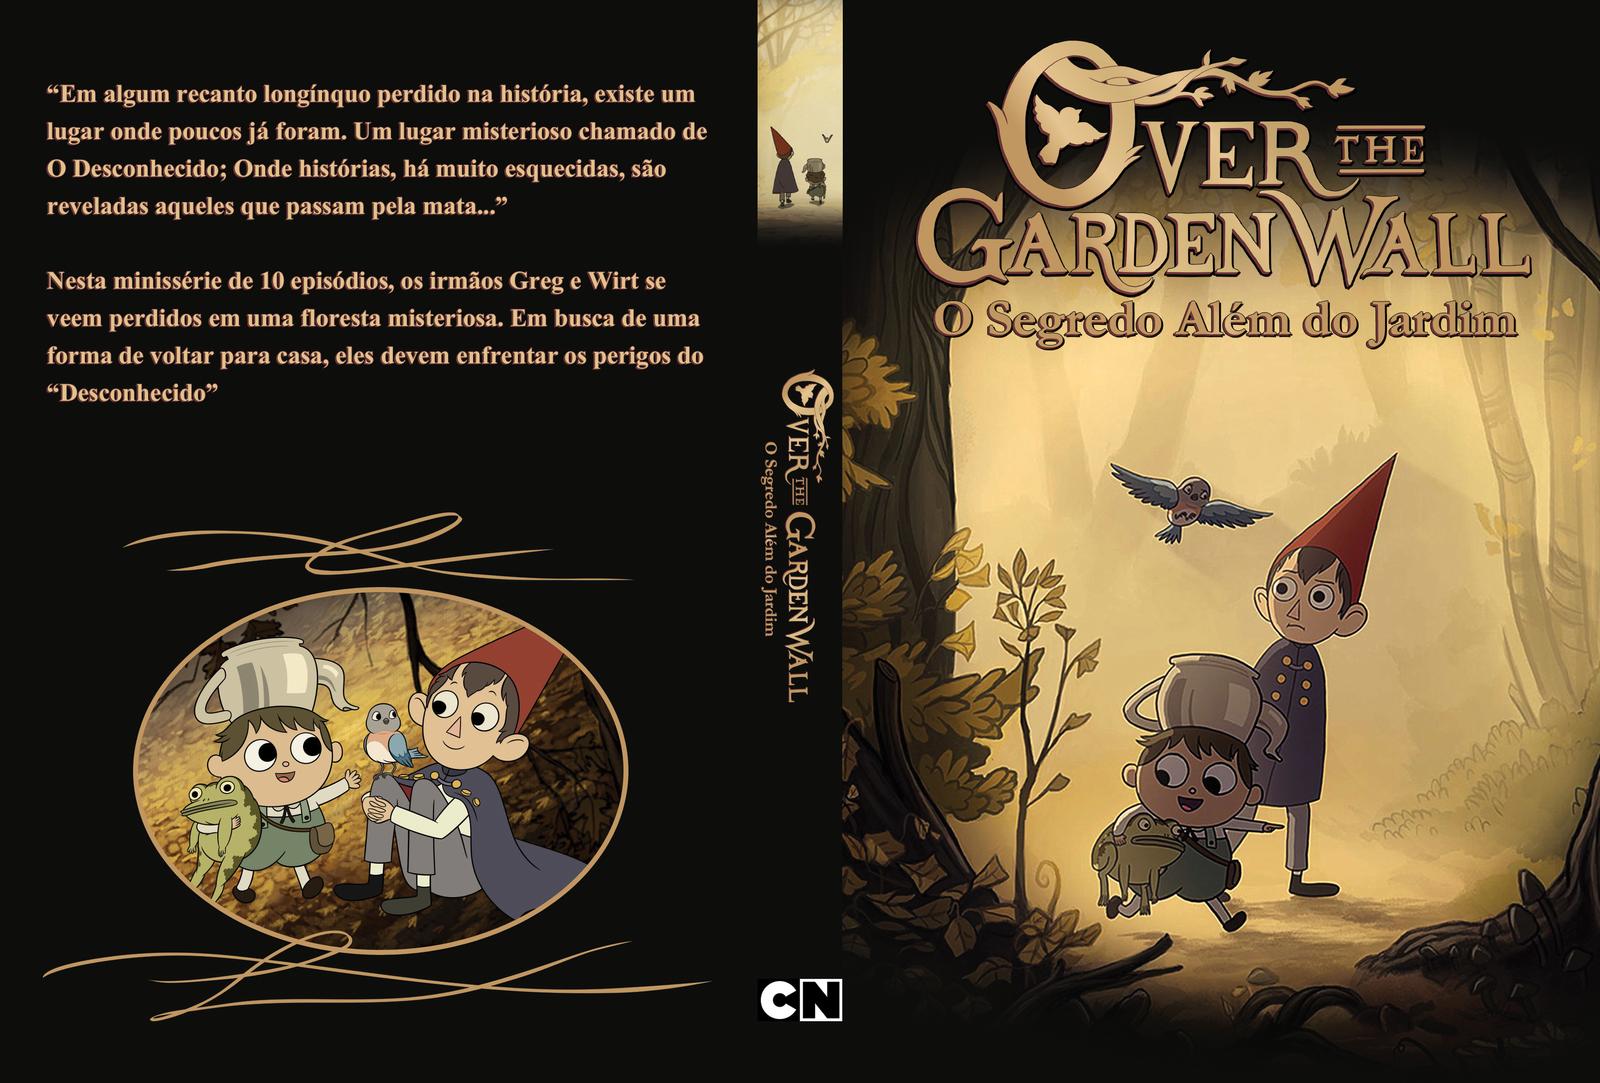 “Em algum recanto longínquo perdido na história, existe um
lugar onde poucos já foram. Um lugar misterioso chamado de
O Desconhecido; Onde histórias, há muito esquecidas, são
reveladas aqueles que passam pela mata...”
Nesta minissérie de 10 episódios, os irmãos Greg e Wirt se
veem perdidos em uma floresta misteriosa. Em busca de uma
forma de voltar para casa, eles devem enfrentar os perigos do
“Desconhecido”
OVER THE GARDEN WALL
O Segredo Além do Jardim
CN
OVER THE
GARDEN WALL
O Segredo Além do Jardim